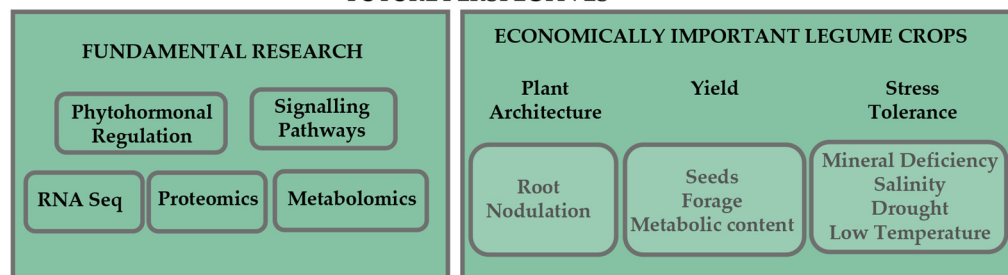 FUNDAMENTAL RESEARCH
Phytohormonal
Regulation
Signalling
Pathways
RNA Seq
Proteomics
Metabolomics
ECONOMICALLY IMPORTANT LEGUME CROPS
Plant
Architecture
Root
Nodulation
Yield
Seeds
Forage
Metabolic content
Stress
Tolerance
Mineral Deficiency
Salinity
Drought
Low Temperature